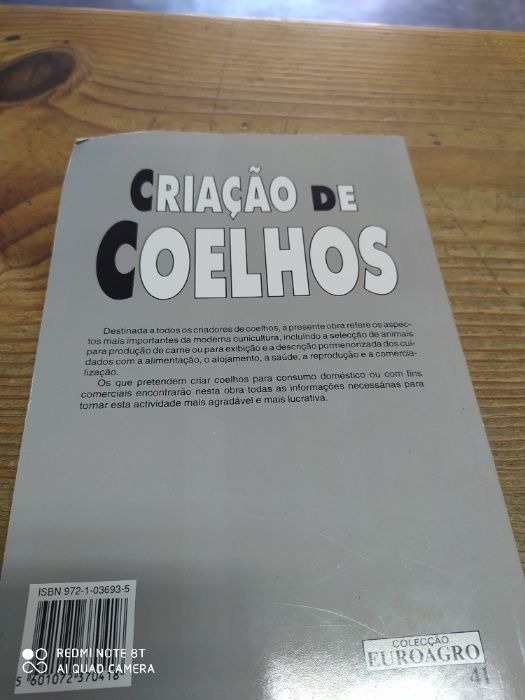 CRIAÇÃO DE
COELHOS
Destinada a todos os criadores de coelhos, a presente obra refere os aspec-
tos mais importantes da moderna cunicultura, incluindo a selecção de animais
para produção de carne ou para exibição e a descrição pormenorizada dos cui-
dados com a alimentação, o alojamento, a saúde, a reprodução e a comercia-
lização.
Os que pretendem criar coelhos para consumo doméstico ou com fins
comerciais encontrarão nesta obra todas as informações necessárias para
tornar esta actividade mais agradável e mais lucrativa.
ISBN 972-1-03693-5
5 601072 370418
COLECÇÃO
EUROAGRO
41
REDMI NOTE 8T
AI QUAD CAMERA